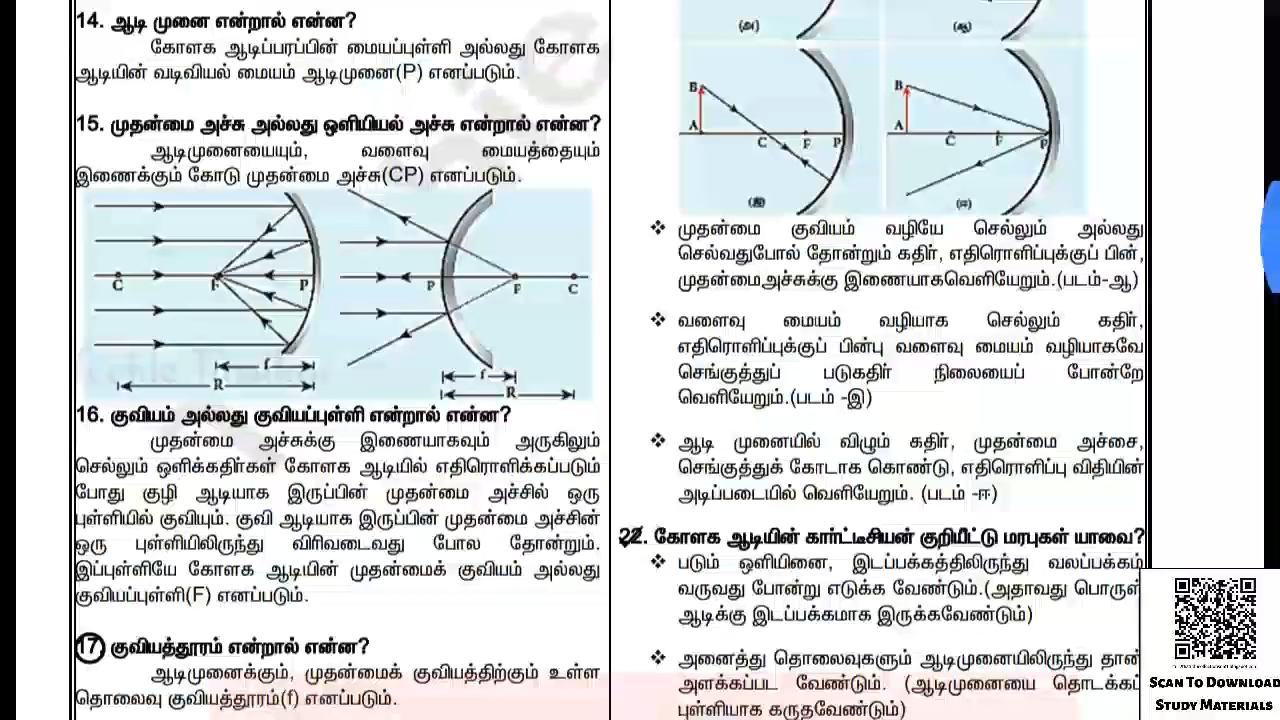 14. ஆடி முனை என்றால் என்ன?
கோளக ஆடிப்பரப்பின் மையப்புள்ளி அல்லது கோளக
ஆடியின் வடிவியல் மையம் ஆடிமுனை(P) எனப்படும்.
15. முதன்மை அச்சு அல்லது ஒளியியல் அச்சு என்றால் என்ன?
ஆடிமுனையையும், வளைவு மையத்தையும்
இணைக்கும் கோடு முதன்மை அச்சு(CP) எனப்படும்.
C F P
P F C
f
R
f
R
16. குவியம் அல்லது குவியப்புள்ளி என்றால் என்ன?
முதன்மை அச்சுக்கு இணையாகவும் அருகிலும்
செல்லும் ஒளிக்கதிர்கள் கோளக ஆடியில் எதிரொளிக்கப்படும்
போது குழி ஆடியாக இருப்பின் முதன்மை அச்சில் ஒரு
புள்ளியில் குவியும். குவி ஆடியாக இருப்பின் முதன்மை அச்சின்
ஒரு புள்ளியிலிருந்து விரிவடைவது போல தோன்றும்.
இப்புள்ளியே கோளக ஆடியின் முதன்மைக் குவியம் அல்லது
குவியப்புள்ளி(F) எனப்படும்.
17 குவியத்தூரம் என்றால் என்ன?
ஆடிமுனைக்கும், முதன்மைக் குவியத்திற்கும் உள்ள
தொலைவு குவியத்தூரம்(f) எனப்படும்.
(அ)
(ஆ)
B
A C F P
(இ)
B
A C F P
(ஈ)
❖ முதன்மை குவியம் வழியே செல்லும் அல்லது
செல்வதுபோல் தோன்றும் கதிர், எதிரொளிப்புக்குப் பின்,
முதன்மைஅச்சுக்கு இணையாகவெளியேறும்.(படம்-ஆ)
❖ வளைவு மையம் வழியாக செல்லும் கதிர்,
எதிரொளிப்புக்குப் பின்பு வளைவு மையம் வழியாகவே
செங்குத்துப் படுகதிர் நிலையைப் போன்றே
வெளியேறும்.(படம் -இ)
❖ ஆடி முனையில் விழும் கதிர், முதன்மை அச்சை,
செங்குத்துக் கோடாக கொண்டு, எதிரொளிப்பு விதியின்
அடிப்படையில் வெளியேறும். (படம் -ஈ)
22. கோளக ஆடியின் கார்ட்டீசியன் குறியீட்டு மரபுகள் யாவை?
❖ படும் ஒளியினை, இடப்பக்கத்திலிருந்து வலப்பக்கம்
வருவது போன்று எடுக்க வேண்டும்.(அதாவது பொருள்
ஆடிக்கு இடப்பக்கமாக இருக்கவேண்டும்)
❖ அனைத்து தொலைவுகளும் ஆடிமுனையிலிருந்து தான்
அளக்கப்பட வேண்டும். (ஆடிமுனையை தொடக்கப்
புள்ளியாக கருதவேண்டும்)
SCAN TO DOWNLOAD
STUDY MATERIALS